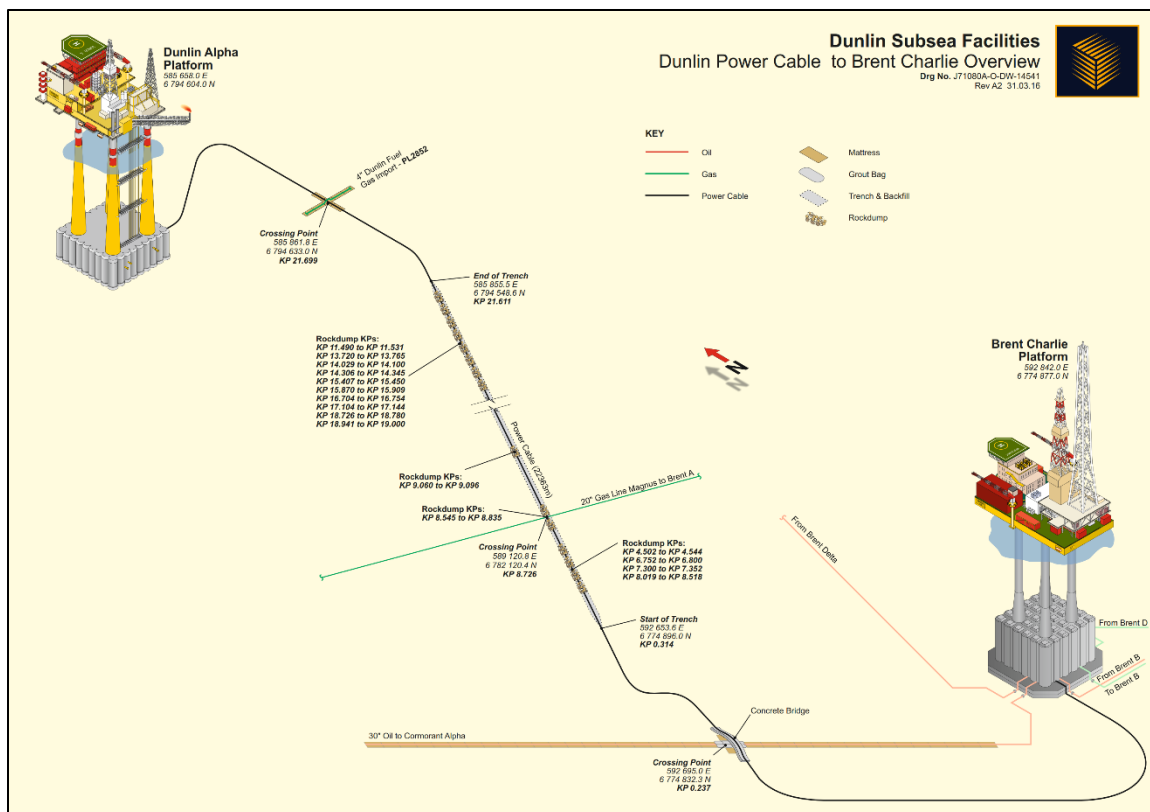 Dunlin Subsea Facilities
Dunlin Power Cable to Brent Charlie Overview
Drg No. J71080A-O-DW-14541
Rev A2 31.03.16
Dunlin Alpha
Platform
585 658.0 E
6 794 604.0 N
KEY
Oil
Gas
Power Cable
Mattress
Grout Bag
Trench & Backfill
Rockdump
4" Dunlin Fuel
Gas Import - PL2852
Crossing Point
585 861.8 E
6 794 633.0 N
KP 21.699
End of Trench
585 855.5 E
6 794 548.6 N
KP 21.611
Rockdump KPs:
KP 11.490 to KP 11.531
KP 13.720 to KP 13.765
KP 14.029 to KP 14.100
KP 14.306 to KP 14.345
KP 15.407 to KP 15.450
KP 15.870 to KP 15.909
KP 16.704 to KP 16.754
KP 17.104 to KP 17.144
KP 18.726 to KP 18.780
KP 18.941 to KP 19.000
N
N
Brent Charlie
Platform
592 842.0 E
6 774 877.0 N
Power Cable (22363m)
Rockdump KPs:
KP 9.060 to KP 9.096
20" Gas Line Magnus to Brent A
Rockdump KPs:
KP 8.545 to KP 8.835
Crossing Point
589 120.8 E
6 782 120.4 N
KP 8.726
Rockdump KPs:
KP 4.502 to KP 4.544
KP 6.752 to KP 6.800
KP 7.300 to KP 7.352
KP 8.019 to KP 8.518
From Brent Delta
Start of Trench
592 653.6 E
6 774 896.0 N
KP 0.314
From Brent D
From Brent B
To Brent B
Concrete Bridge
30" Oil to Cormorant Alpha
Crossing Point
592 695.0 E
6 774 832.3 N
KP 0.237